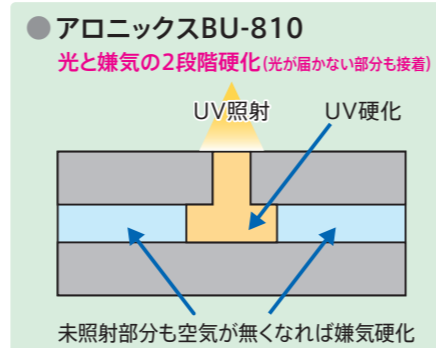 ●アロニックスBU-810
光と嫌気の2段階硬化(光が届かない部分も接着)
UV照射
UV硬化
未照射部分も空気が無くなれば嫌気硬化